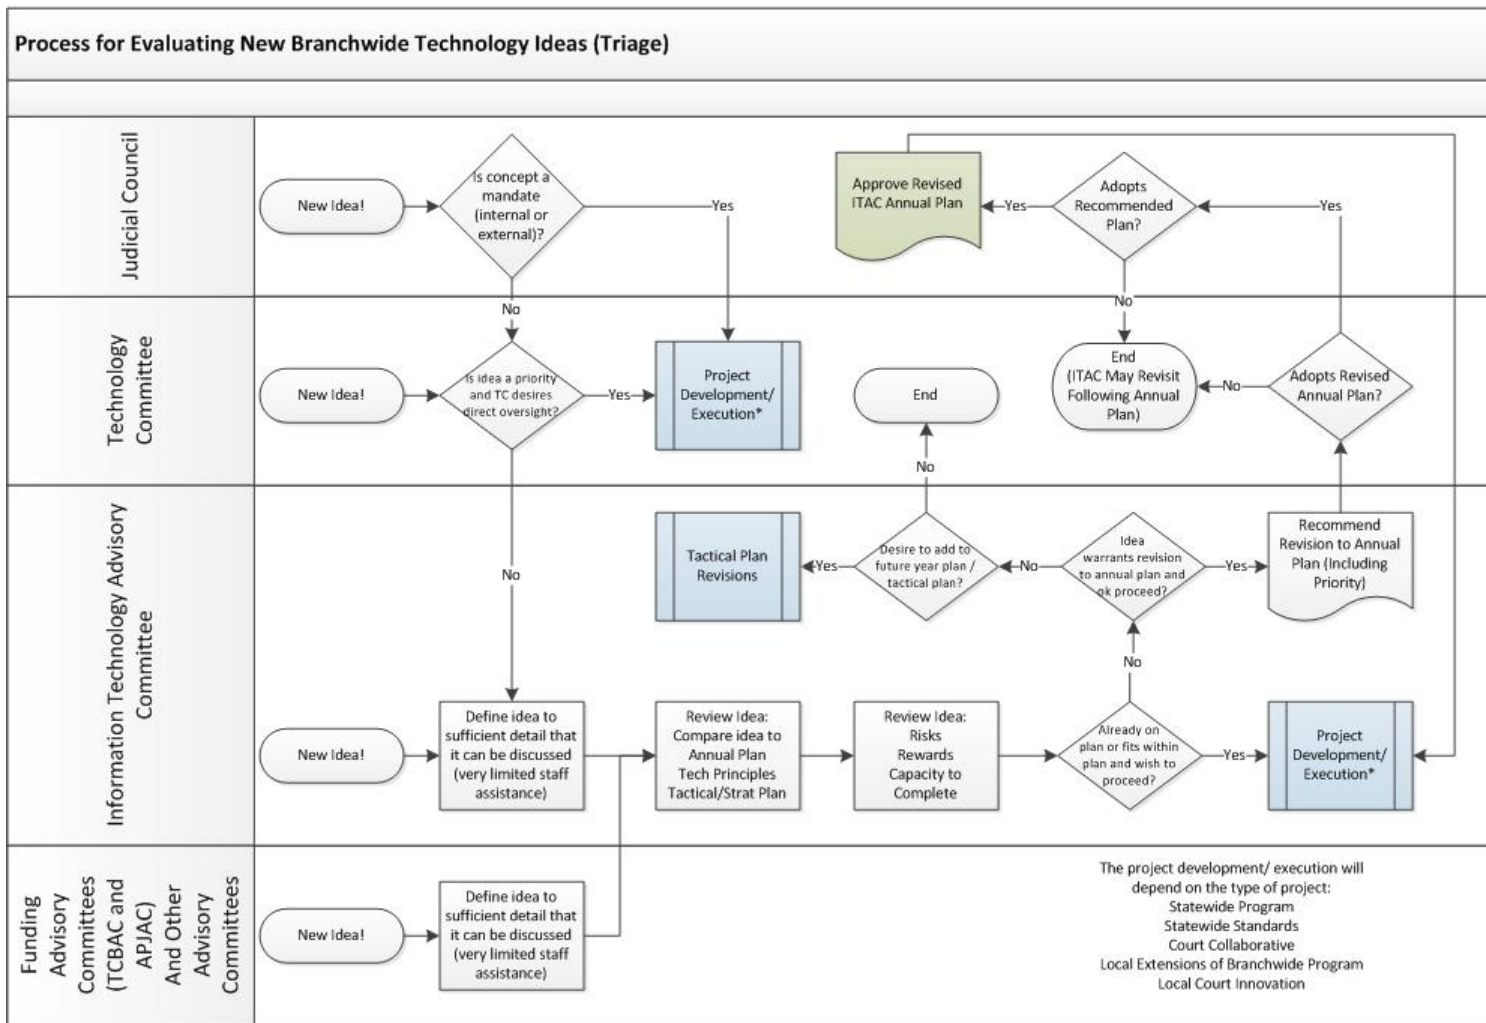 Process for Evaluating New Branchwide Technology Ideas (Triage)
Judicial Council
New Idea!
Is concept a
mandate
(internal or
external)?
Yes
No
Approve Revised
ITAC Annual Plan
Yes
Adopts
Recommended
Plan?
Yes
No
Technology
Committee
New Idea!
Is idea a priority
and TC desires
direct oversight?
Yes
Project
Development/
Execution*
End
No
End
(ITAC May Revisit
Following Annual
Plan)
No
Adopts Revised
Annual Plan?
No
Information Technology Advisory
Committee
Tactical Plan
Revisions
Yes
Desire to add to
future year plan /
tactical plan?
No
Idea
warrants revision
to annual plan and
ok proceed?
Yes
Recommend
Revision to Annual
Plan (Including
Priority)
No
New Idea!
Define idea to
sufficient detail that
it can be discussed
(very limited staff
assistance)
Review Idea:
Compare idea to
Annual Plan
Tech Principles
Tactical/Strat Plan
Review Idea:
Risks
Rewards
Capacity to
Complete
Already on
plan or fits within
plan and wish to
proceed?
Yes
Project
Development/
Execution*
Funding
Advisory
Committees
(TCBAC and
APJAC)
And Other
Advisory
Committees
New Idea!
Define idea to
sufficient detail that
it can be discussed
(very limited staff
assistance)
The project development/ execution will
depend on the type of project:
Statewide Program
Statewide Standards
Court Collaborative
Local Extensions of Branchwide Program
Local Court Innovation